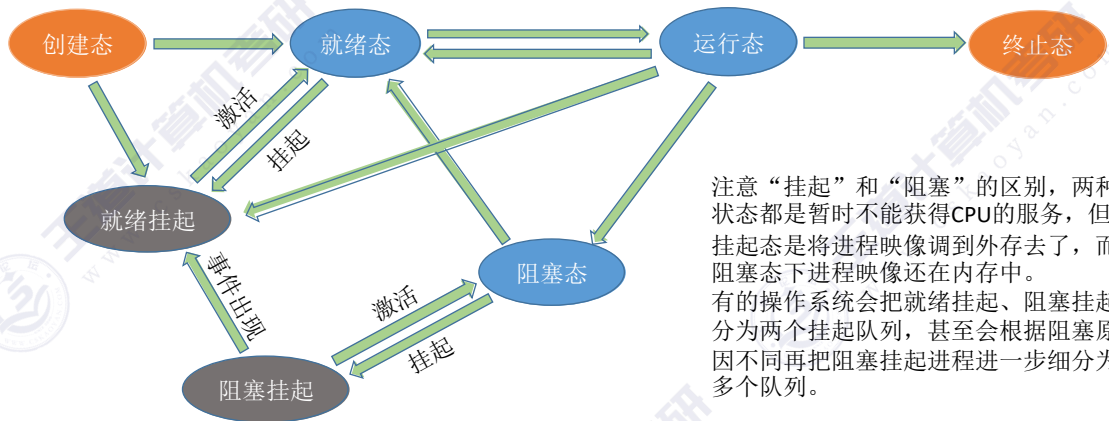 创建态
就绪态
运行态
终止态
激活
挂起
就绪挂起
事件出现
阻塞态
激活
挂起
阻塞挂起
注意“挂起”和“阻塞”的区别，两种
状态都是暂时不能获得CPU的服务，但
挂起态是将进程映像调到外存去了，而
阻塞态下进程映像还在内存中。
有的操作系统会把就绪挂起、阻塞挂起
分为两个挂起队列，甚至会根据阻塞原
因不同再把阻塞挂起进程进一步细分为
多个队列。